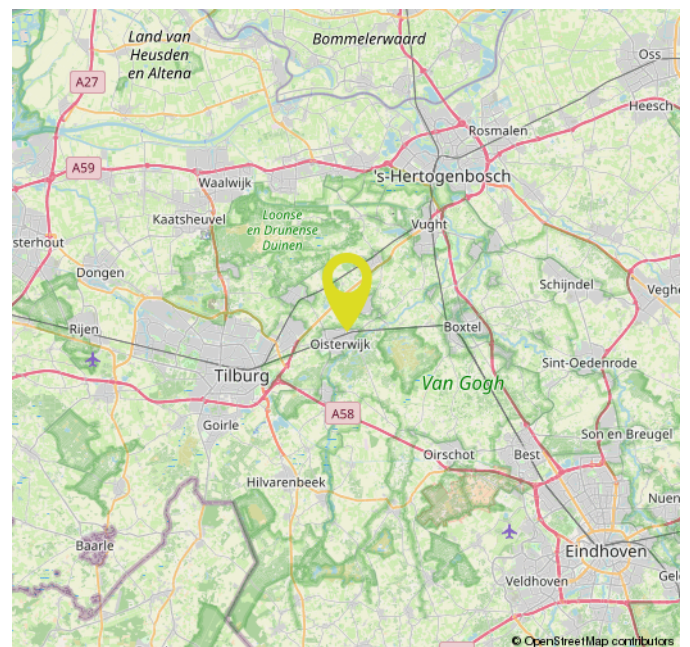 Land van
Heusden
en Altena
Bommelerwaard
Oss
A27
Heesch
Rosmalen
A59
's-Hertogenbosch
Waalwijk
Kaatsheuvel
Loonse
en Drunense
Duinen
Vught
sterhout
Dongen
Schijndel
Veghe
Rijen
Boxtel
Oisterwijk
Sint-Oedenrode
Tilburg
Van Gogh
A58
Goirle
Son en Breugel
Oirschot
Best
Hilvarenbeek
Nuen
Baarle
Eindhoven
Veldhoven
Gel
© OpenStreetMap contributors